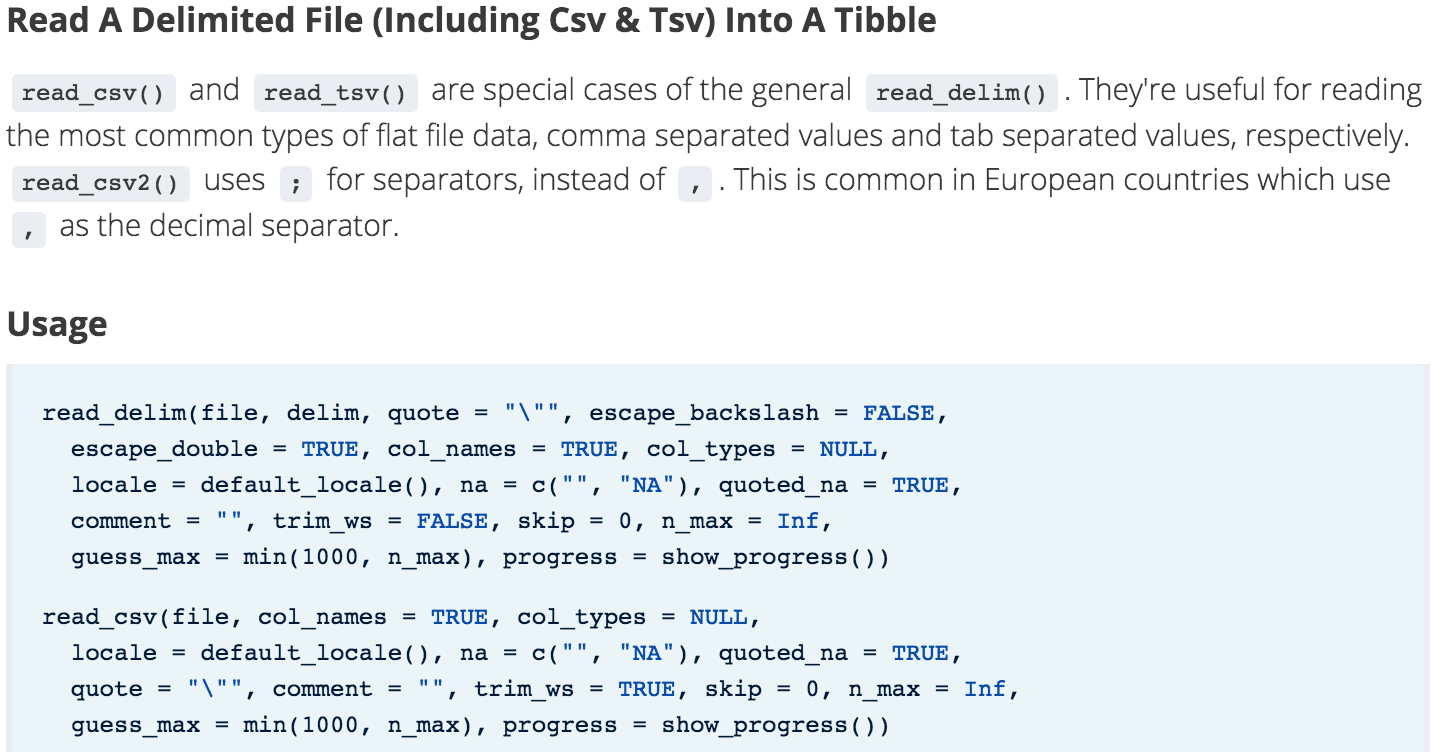 Read A Delimited File (Including Csv & Tsv) Into A Tibble
read_csv() and read_tsv() are special cases of the general read_delim() . They're useful for reading
the most common types of flat file data, comma separated values and tab separated values, respectively.
read_csv2() uses ; for separators, instead of , . This is common in European countries which use
, as the decimal separator.
Usage
read_delim(file, delim, quote = "\"", escape_backslash = FALSE,
  escape_double = TRUE, col_names = TRUE, col_types = NULL,
  locale = default_locale(), na = c("", "NA"), quoted_na = TRUE,
  comment = "", trim_ws = FALSE, skip = 0, n_max = Inf,
  guess_max = min(1000, n_max), progress = show_progress())
read_csv(file, col_names = TRUE, col_types = NULL,
  locale = default_locale(), na = c("", "NA"), quoted_na = TRUE,
  quote = "\"", comment = "", trim_ws = TRUE, skip = 0, n_max = Inf,
  guess_max = min(1000, n_max), progress = show_progress())